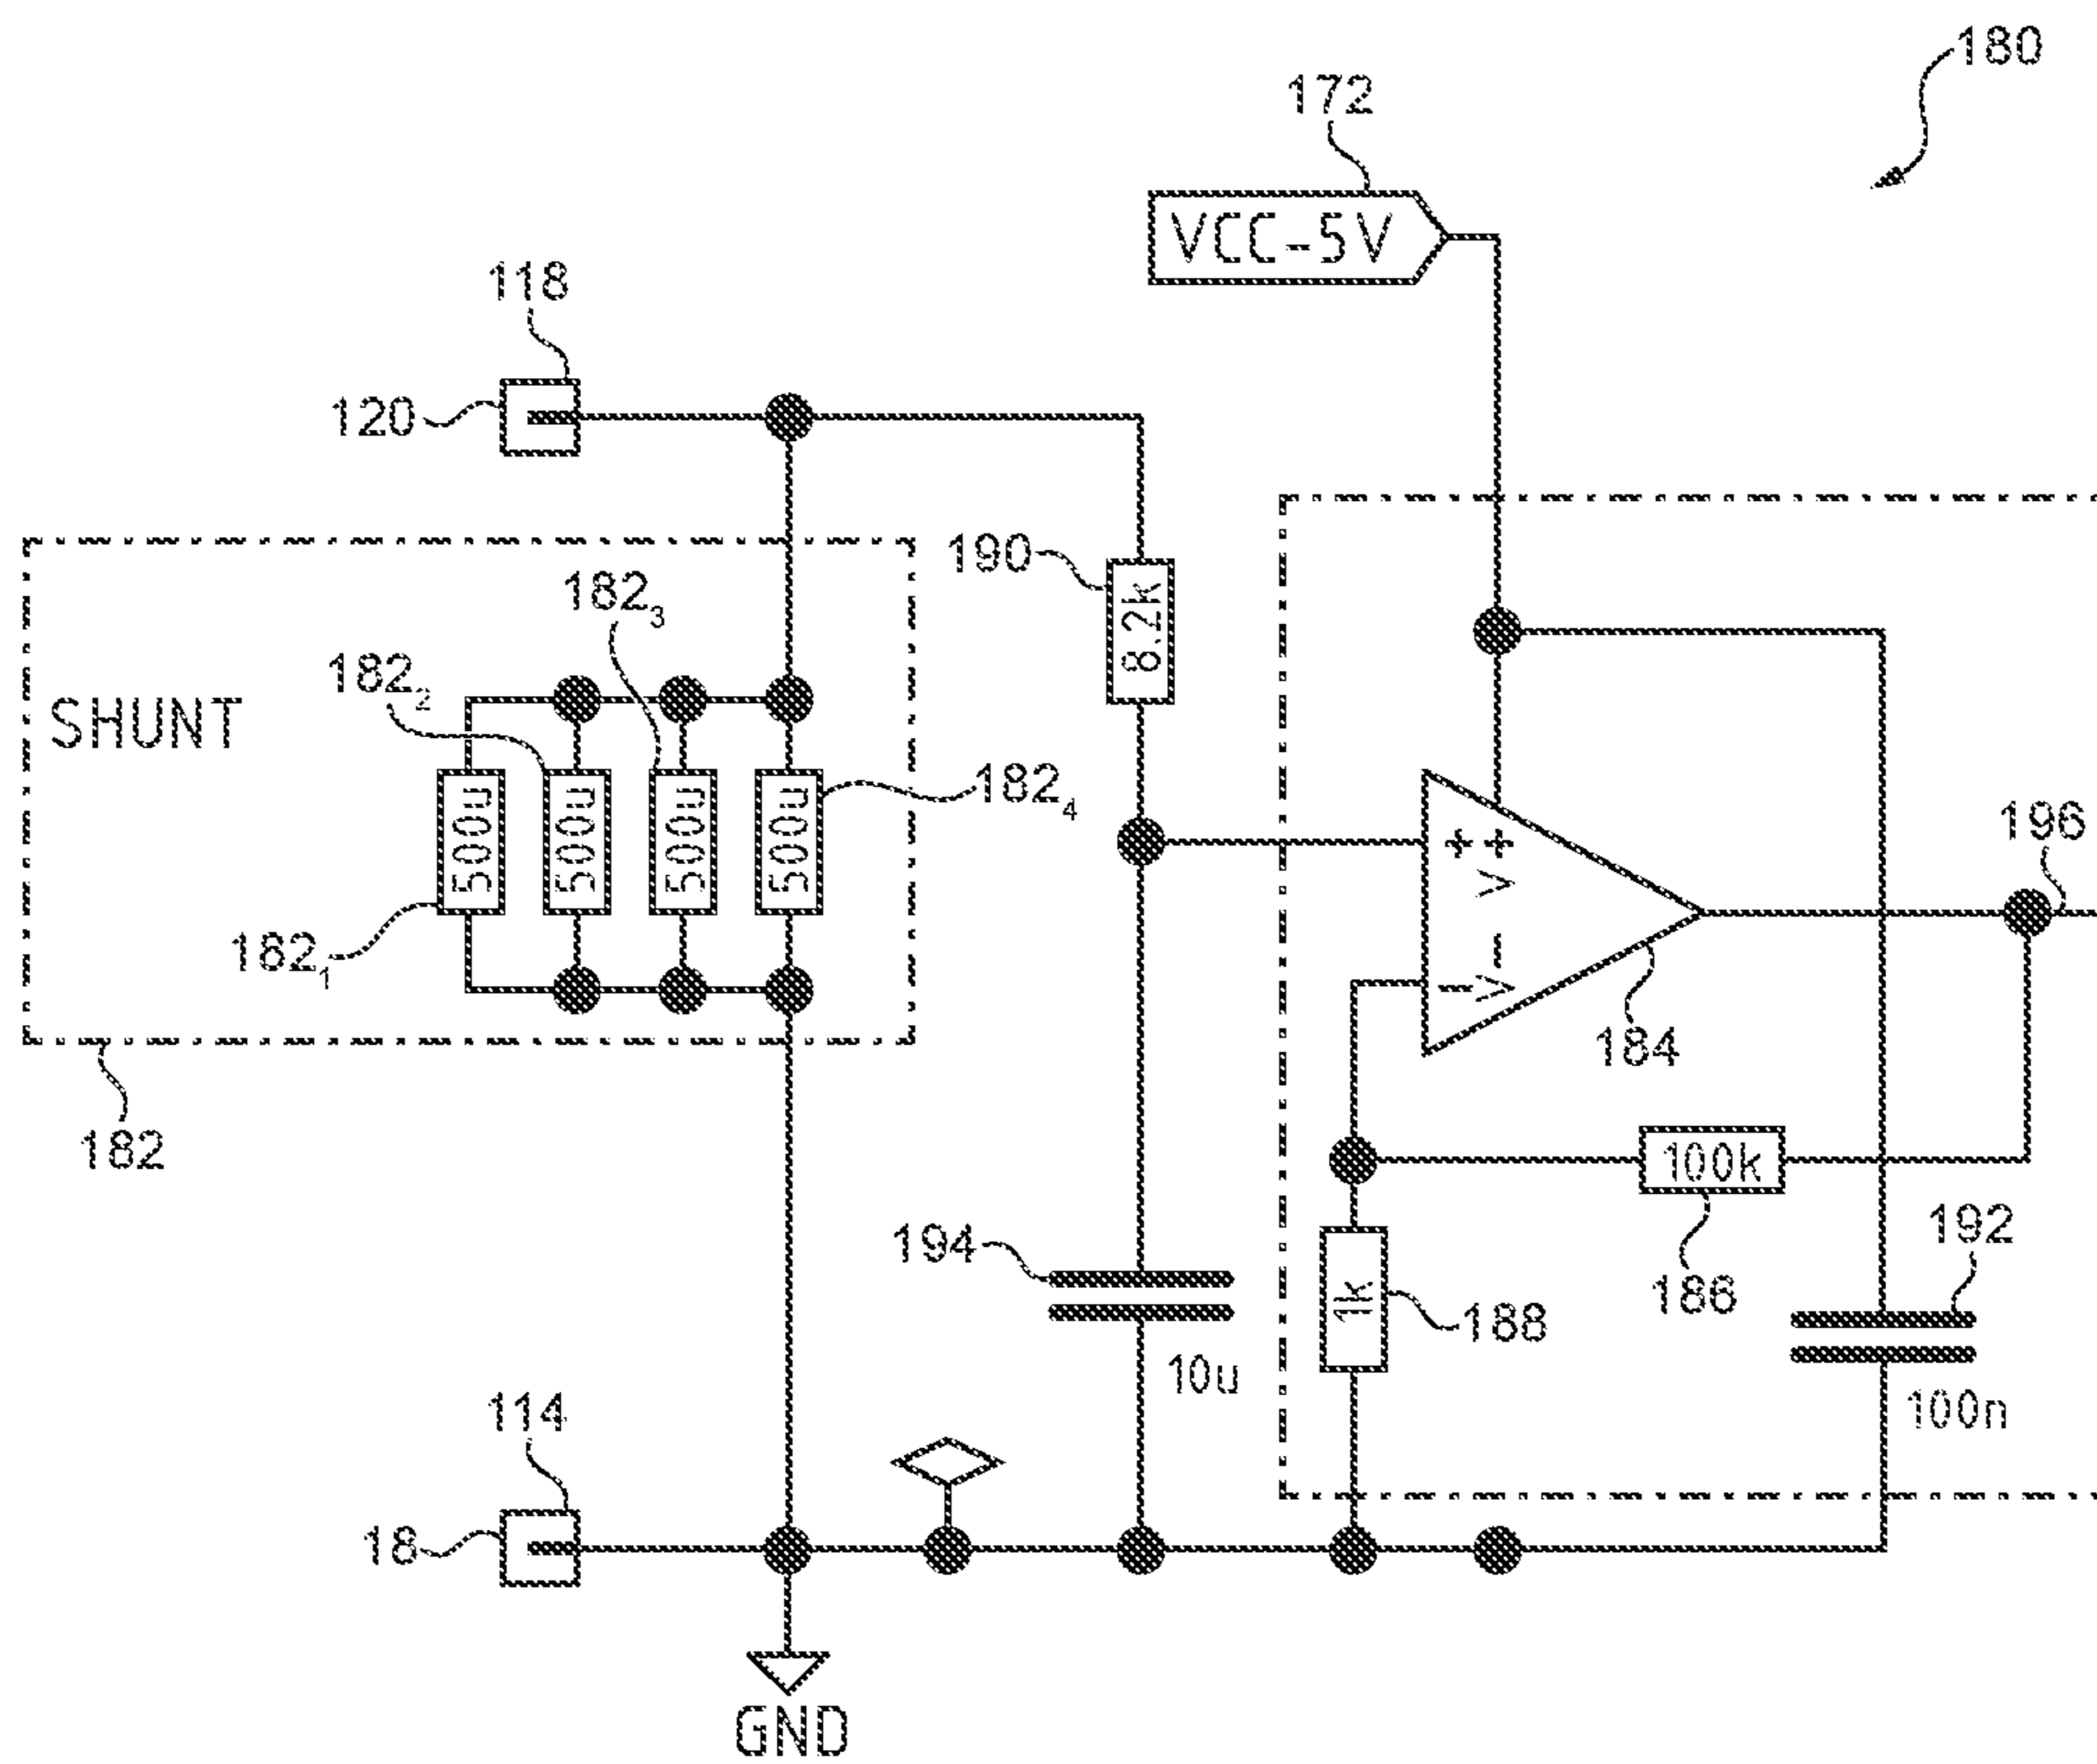 180
172
VCC-5V
118
120
190
8.2k
182₃
182₂
SHUNT
182₄
500u
500u
500u
500u
+
V+
196
182₁
V-
-
184
182
100k
194
192
186
1k
188
10u
114
100n
18
GND